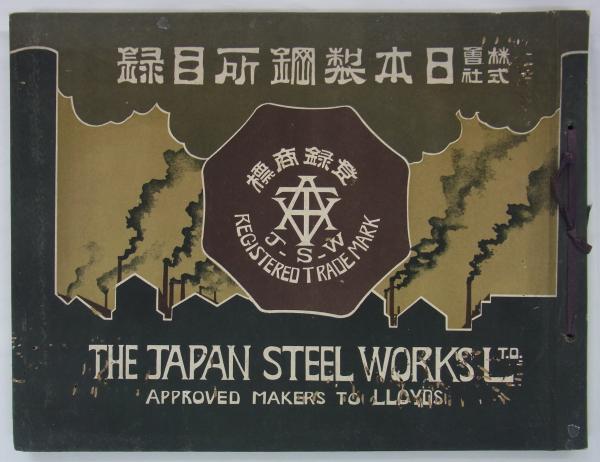 株式會社日本製鋼所目録
登録商標
J-S-W
REGISTERED TRADE MARK
THE JAPAN STEEL WORKS LTD.
APPROVED MAKERS TO LLOYDS